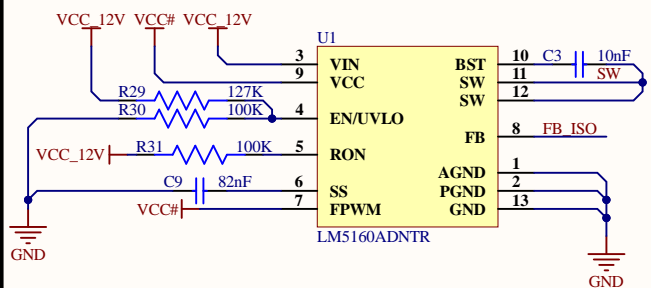 VCC_12V VCC# VCC_12V
U1
3 VIN BST 10 C3 10nF
9 VCC SW 11 SW
SW 12
R29 127K
R30 100K 4 EN/UVLO
FB 8 FB_ISO
VCC_12V R31 100K 5 RON
AGND 1
C9 82nF 6 SS PGND 2
VCC# 7 FPWM GND 13
LM5160ADNTR
GND
GND